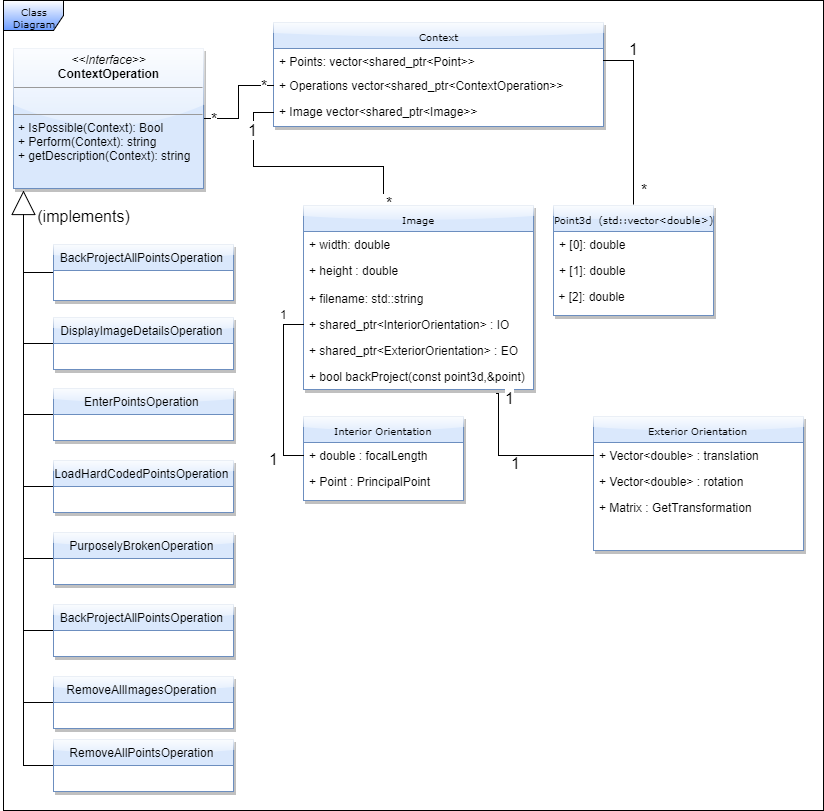 Class
Diagram
<<Interface>>
ContextOperation
+ IsPossible(Context): Bool
+ Perform(Context): string
+ getDescription(Context): string
(implements)
BackProjectAllPointsOperation
DisplayImageDetailsOperation
EnterPointsOperation
LoadHardCodedPointsOperation
PurposelyBrokenOperation
BackProjectAllPointsOperation
RemoveAllImagesOperation
RemoveAllPointsOperation
*
*
Context
+ Points: vector<shared_ptr<Point>>
+ Operations vector<shared_ptr<ContextOperation>>
+ Image vector<shared_ptr<Image>>
1
*
1
*
Image
+ width: double
+ height : double
+ filename: std::string
+ shared_ptr<InteriorOrientation> : IO
+ shared_ptr<ExteriorOrientation> : EO
+ bool backProject(const point3d,&point)
Point3d (std::vector<double>)
+ [0]: double
+ [1]: double
+ [2]: double
1
1
Interior Orientation
+ double : focalLength
+ Point : PrincipalPoint
1
1
Exterior Orientation
+ Vector<double> : translation
+ Vector<double> : rotation
+ Matrix : GetTransformation